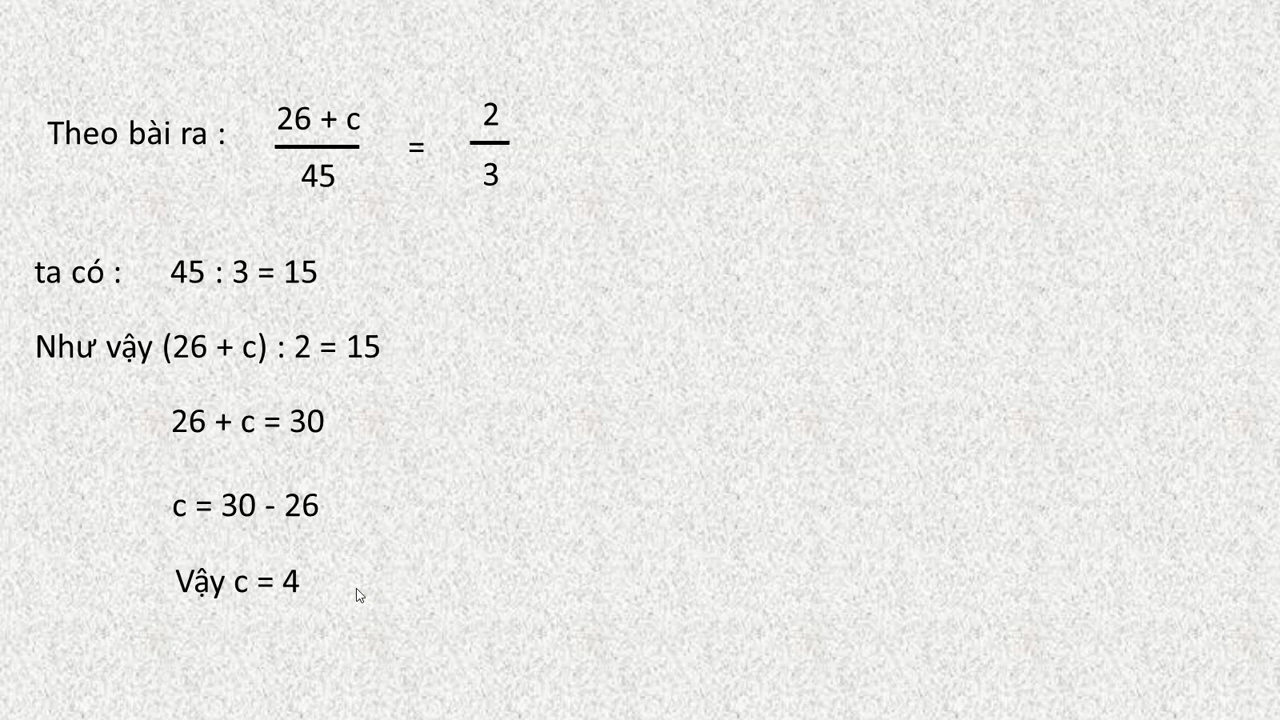 Theo bài ra : 26 + c / 45 = 2 / 3
ta có : 45 : 3 = 15
Như vậy (26 + c) : 2 = 15
26 + c = 30
c = 30 - 26
Vậy c = 4